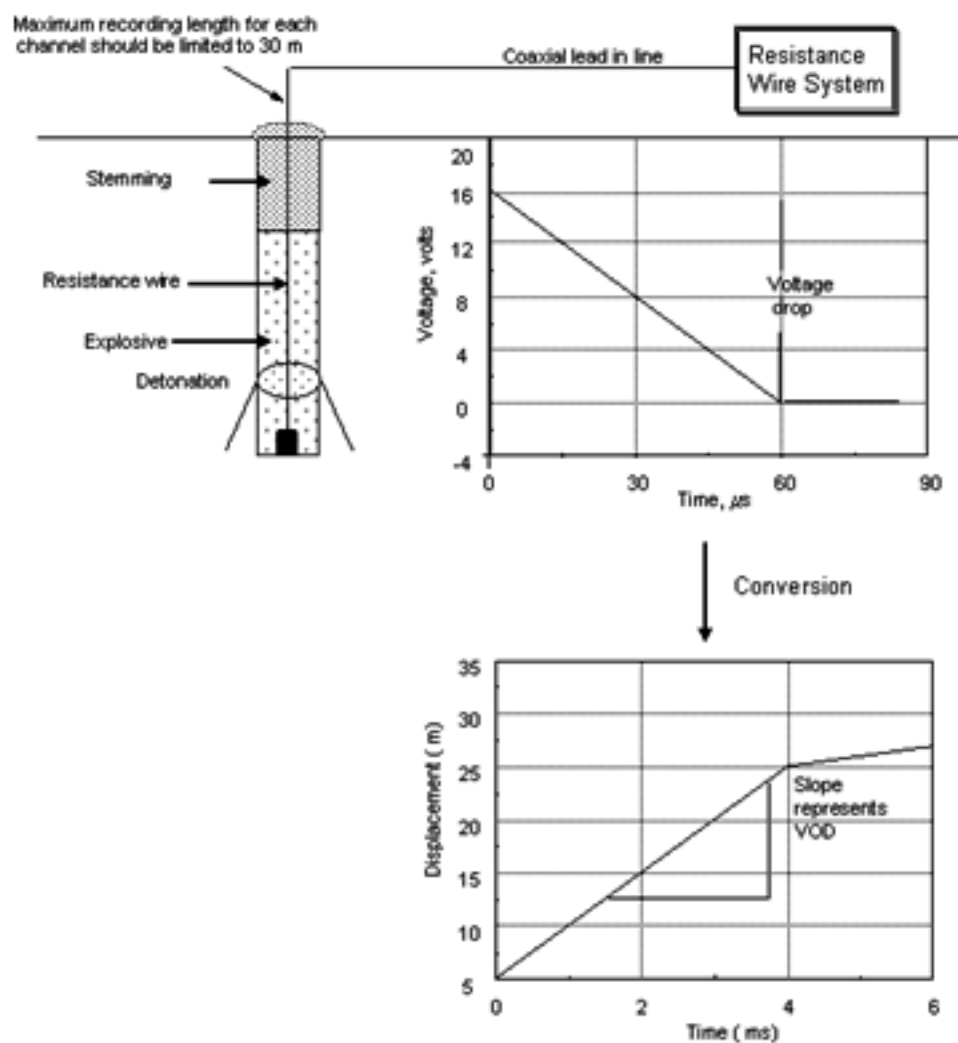 Maximum recording length for each
channel should be limited to 30 m
Coaxial lead in line
Resistance
Wire System
Stemming
Resistance wire
Explosive
Detonation
Voltage, volts
20
16
12
8
4
0
-4
Voltage
drop
0
30
60
90
Time, μs
Conversion
Displacement ( m)
35
30
25
20
15
10
5
Slope
represents
VOD
0
2
4
6
Time ( ms)